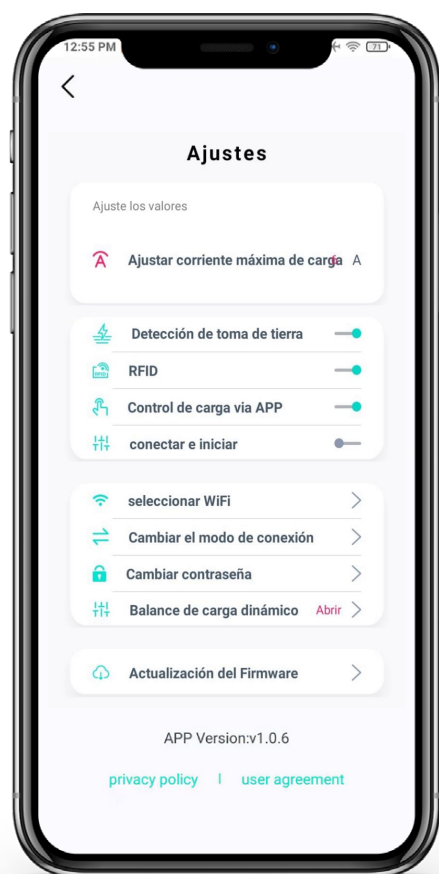 12:55 PM
71
Ajustes
Ajuste los valores
Ajustar corriente máxima de carga A
Detección de toma de tierra
RFID
Control de carga via APP
conectar e iniciar
seleccionar WiFi
Cambiar el modo de conexión
Cambiar contraseña
Balance de carga dinámico Abrir
Actualización del Firmware
APP Version:v1.0.6
privacy policy | user agreement